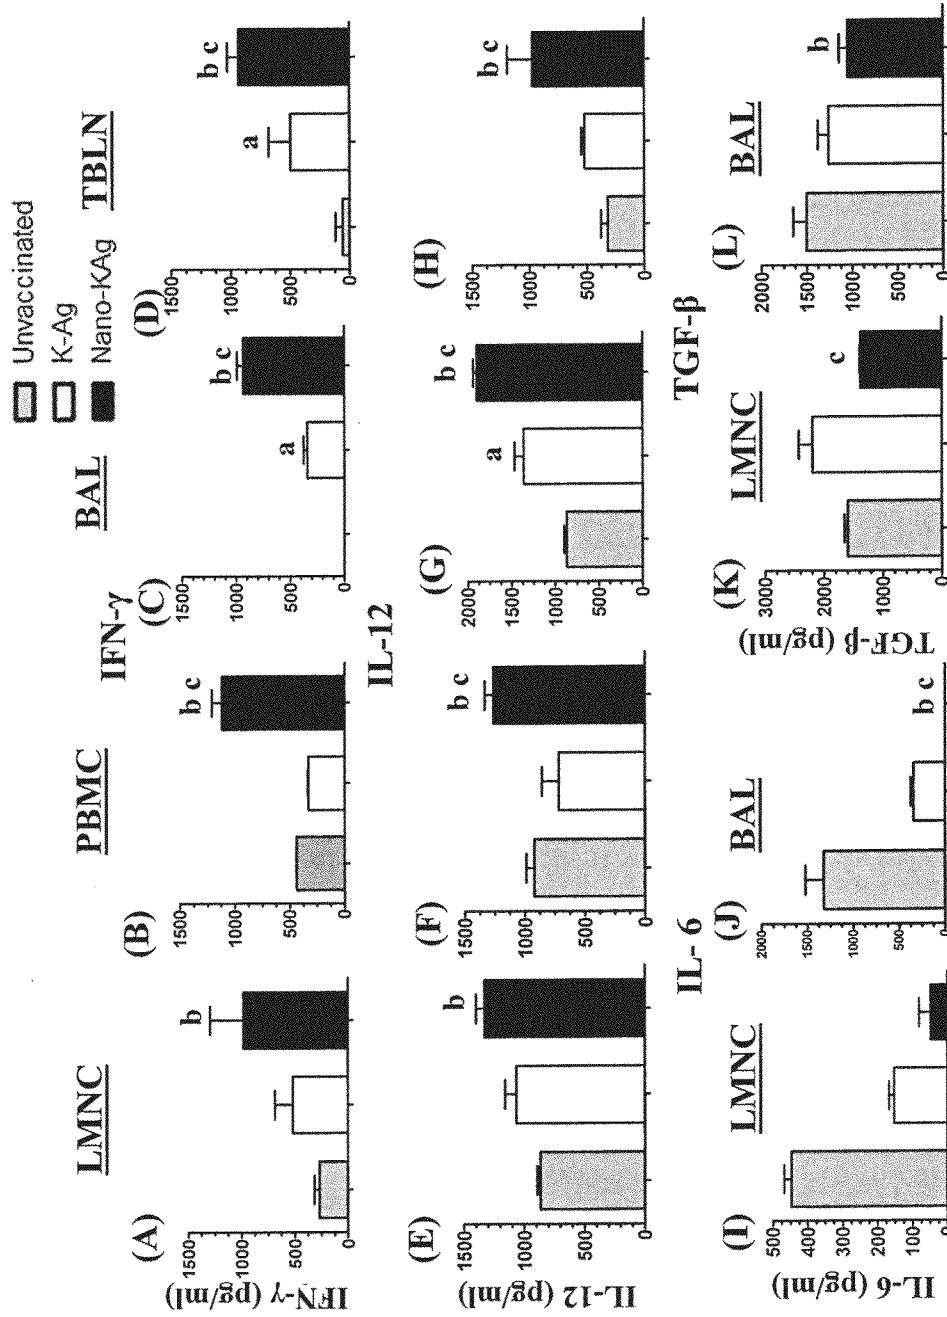 Unvaccinated
K-Ag
Nano-KAg
IFN-γ
LMNC
PBMC
BAL
TBLN
(A)
IFN-γ (pg/ml)
1500
1000
500
0
b
(B)
1500
1000
500
0
b c
(C)
1500
1000
500
0
a
b c
(D)
1500
1000
500
0
a
b c
IL-12
(E)
IL-12 (pg/ml)
1500
1000
500
0
b
(F)
1500
1000
500
0
b c
(G)
2000
1500
1000
500
0
a
b c
(H)
1500
1000
500
0
b c
IL- 6
TGF-β
(I)
LMNC
IL-6 (pg/ml)
500
400
300
200
100
0
(J)
BAL
2000
1500
1000
500
0
b c
(K)
LMNC
TGF-β (pg/ml)
3000
2000
1000
0
c
(L)
BAL
2000
1500
1000
500
0
b